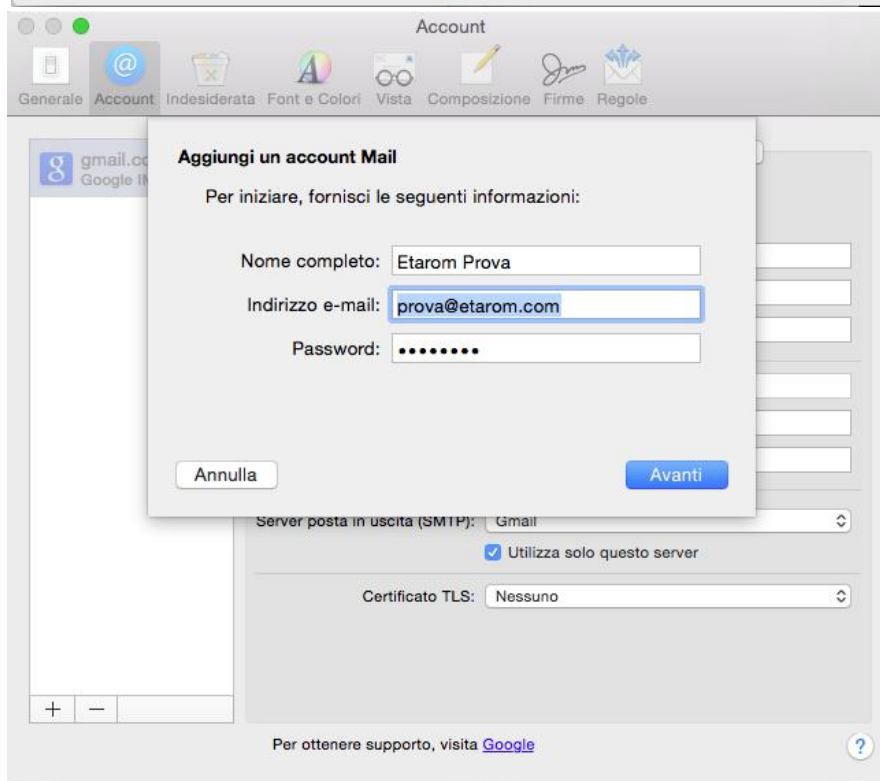 Account
Generale Account Indesiderata Font e Colori Vista Composizione Firme Regole
gmail.co
Google IM
Aggiungi un account Mail
Per iniziare, fornisci le seguenti informazioni:
Nome completo: Etarom Prova
Indirizzo e-mail: prova@etarom.com
Password: ••••••••
Annulla Avanti
Server posta in uscita (SMTP): Gmail
Utilizza solo questo server
Certificato TLS: Nessuno
+ −
Per ottenere supporto, visita Google ?